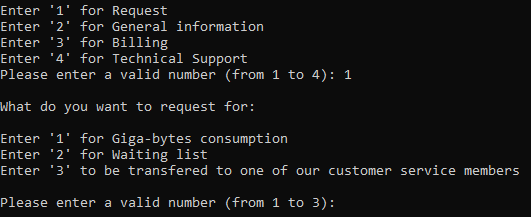 Enter '1' for Request
Enter '2' for General information
Enter '3' for Billing
Enter '4' for Technical Support
Please enter a valid number (from 1 to 4): 1
What do you want to request for:
Enter '1' for Giga-bytes consumption
Enter '2' for Waiting list
Enter '3' to be transfered to one of our customer service members
Please enter a valid number (from 1 to 3):